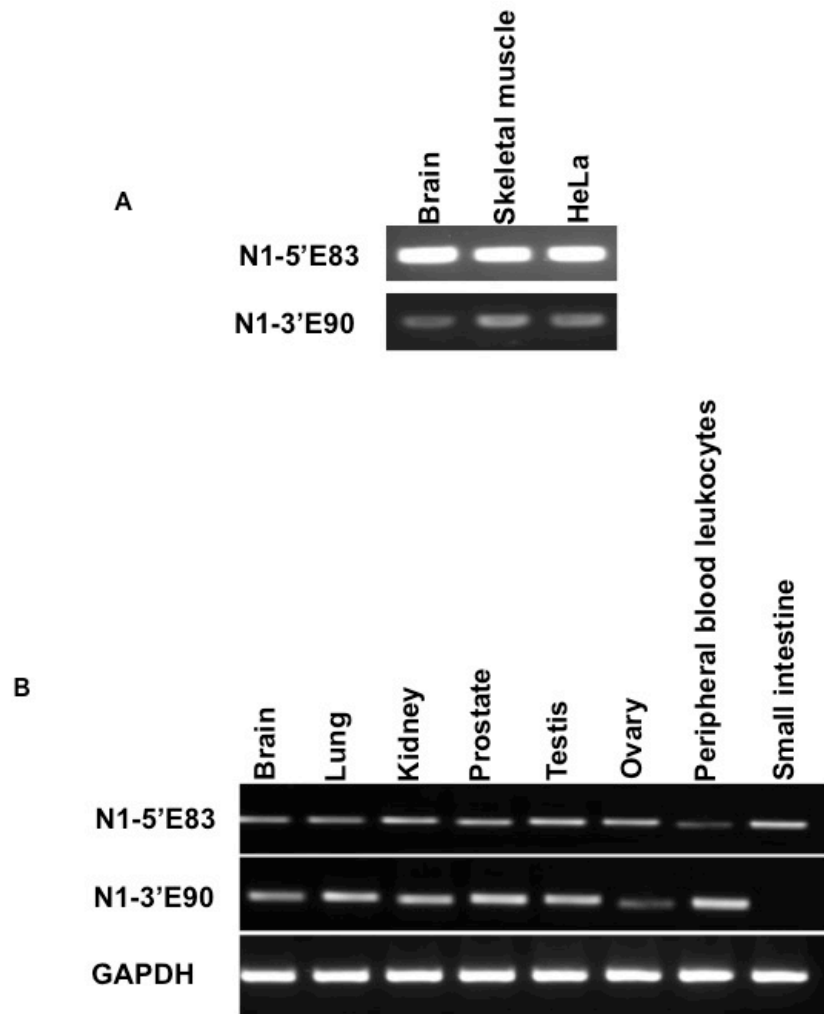 A
Brain
Skeletal muscle
HeLa
N1-5'E83
N1-3'E90
B
Brain
Lung
Kidney
Prostate
Testis
Ovary
Peripheral blood leukocytes
Small intestine
N1-5'E83
N1-3'E90
GAPDH